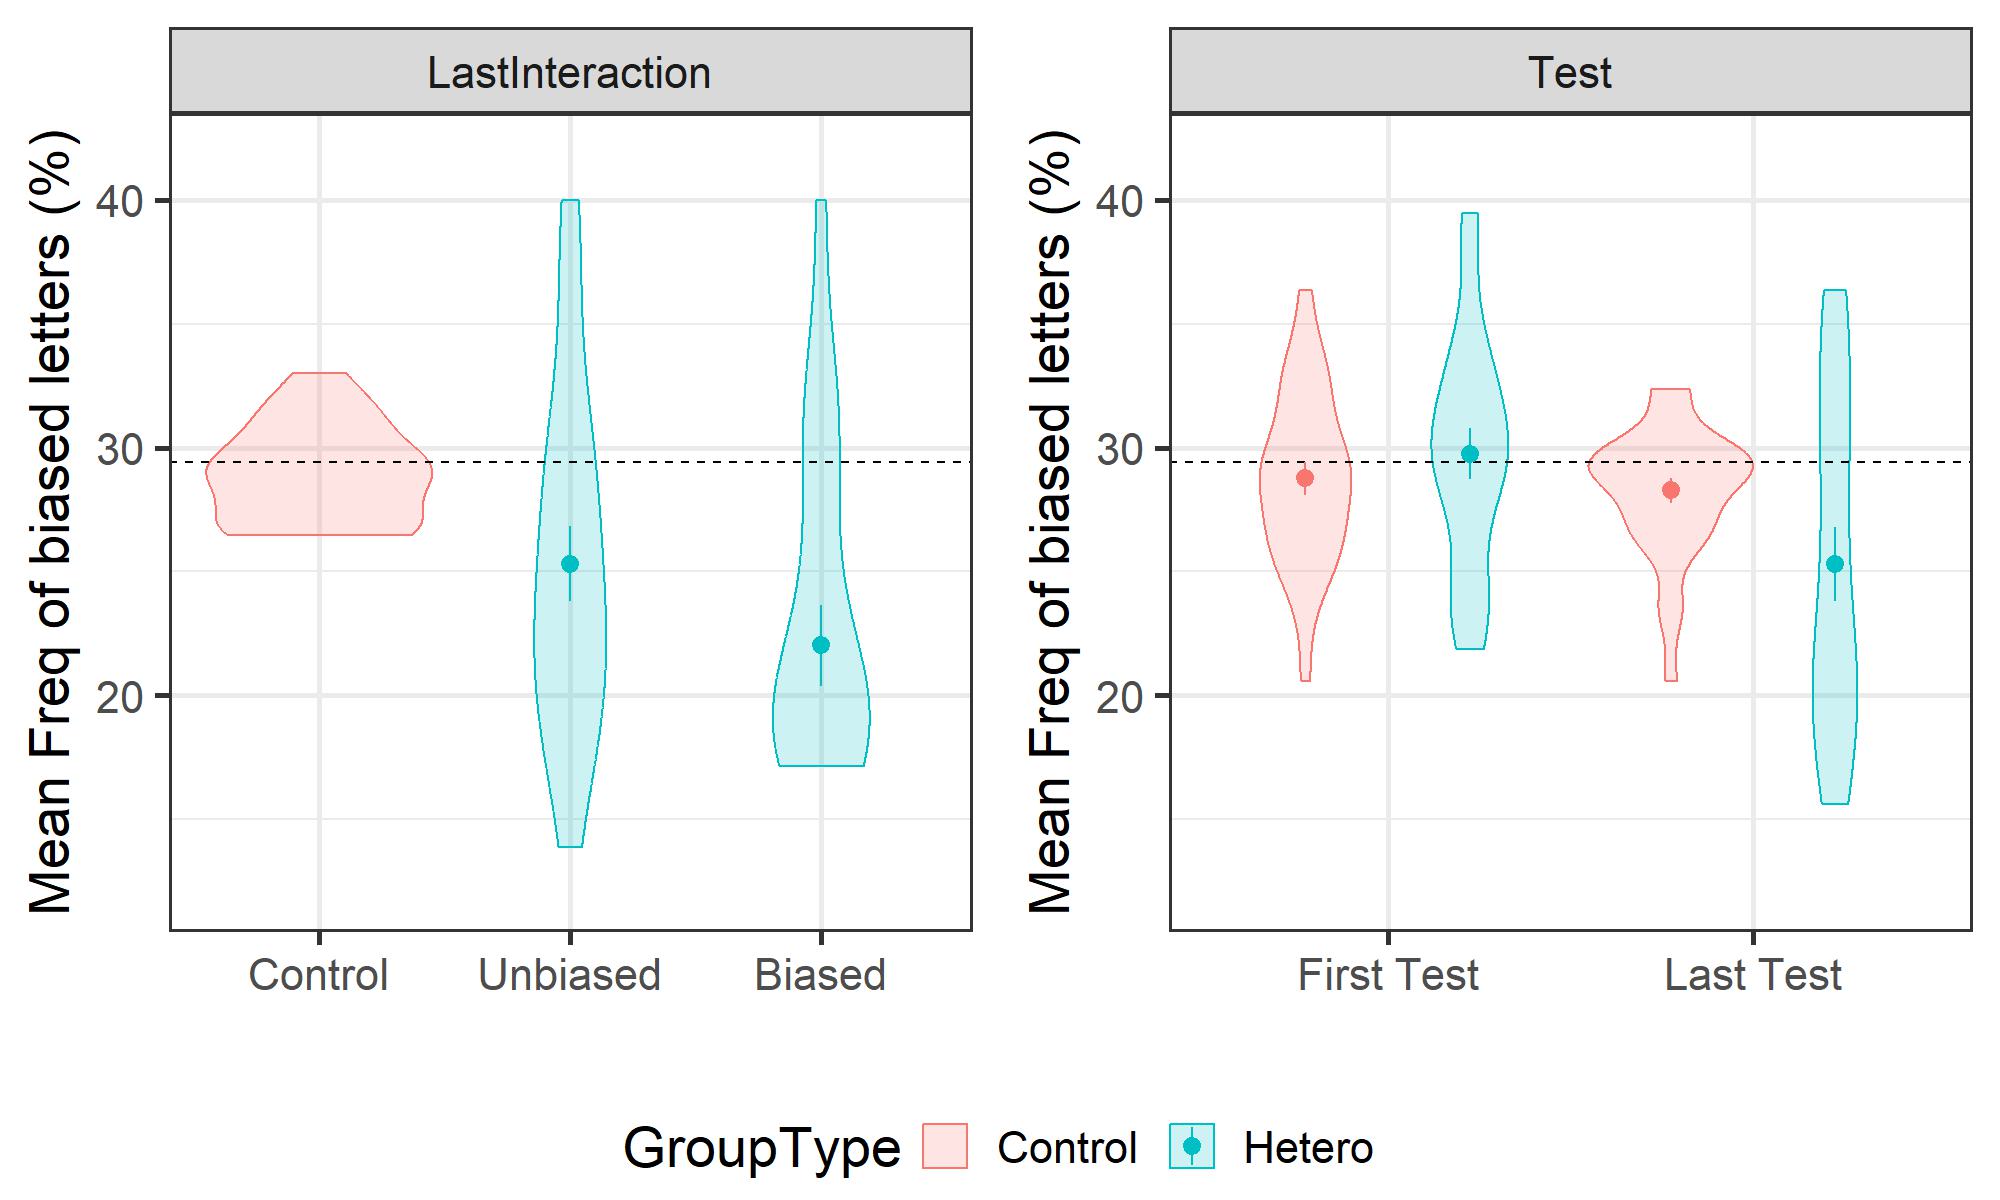 LastInteraction
Mean Freq of biased letters (%)
40
30
20
Control Unbiased Biased
Test
Mean Freq of biased letters (%)
40
30
20
First Test Last Test
GroupType Control Hetero